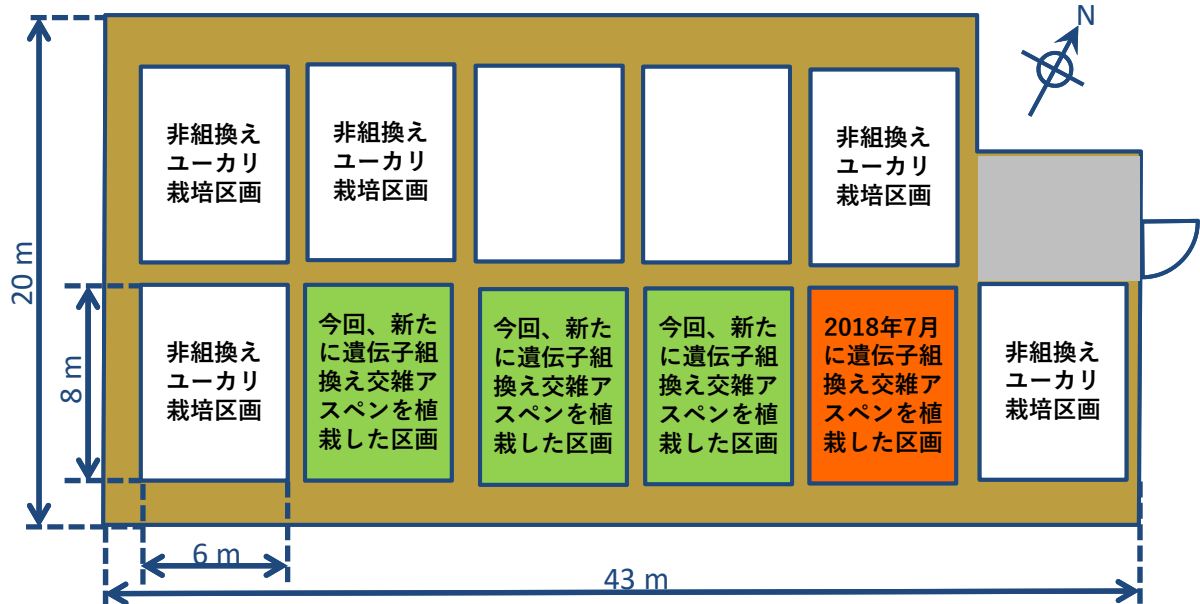 N
非組換え
ユーカリ
栽培区画
非組換え
ユーカリ
栽培区画
非組換え
ユーカリ
栽培区画
20 m
8 m
非組換え
ユーカリ
栽培区画
今回、新た
に遺伝子組
換え交雑ア
スペンを植
栽した区画
今回、新た
に遺伝子組
換え交雑ア
スペンを植
栽した区画
今回、新た
に遺伝子組
換え交雑ア
スペンを植
栽した区画
2018年7月
に遺伝子組
換え交雑ア
スペンを植
栽した区画
非組換え
ユーカリ
栽培区画
6 m
43 m